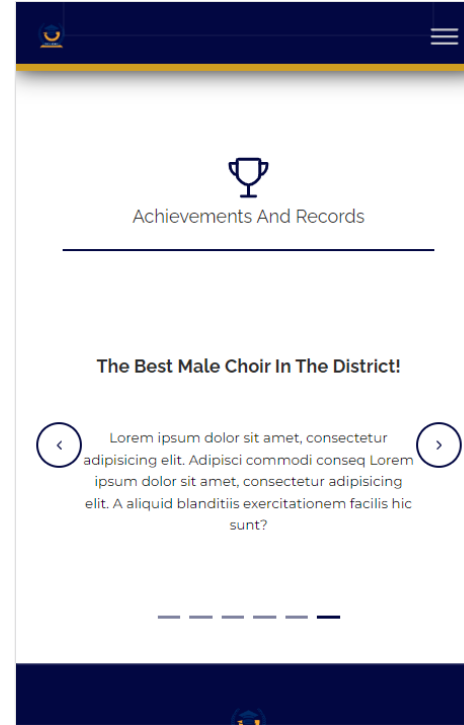 Achievements And Records
The Best Male Choir In The District!
Lorem ipsum dolor sit amet, consectetur
adipisicing elit. Adipisci commodi conseq Lorem
ipsum dolor sit amet, consectetur adipisicing
elit. A aliquid blanditiis exercitationem facilis hic
sunt?